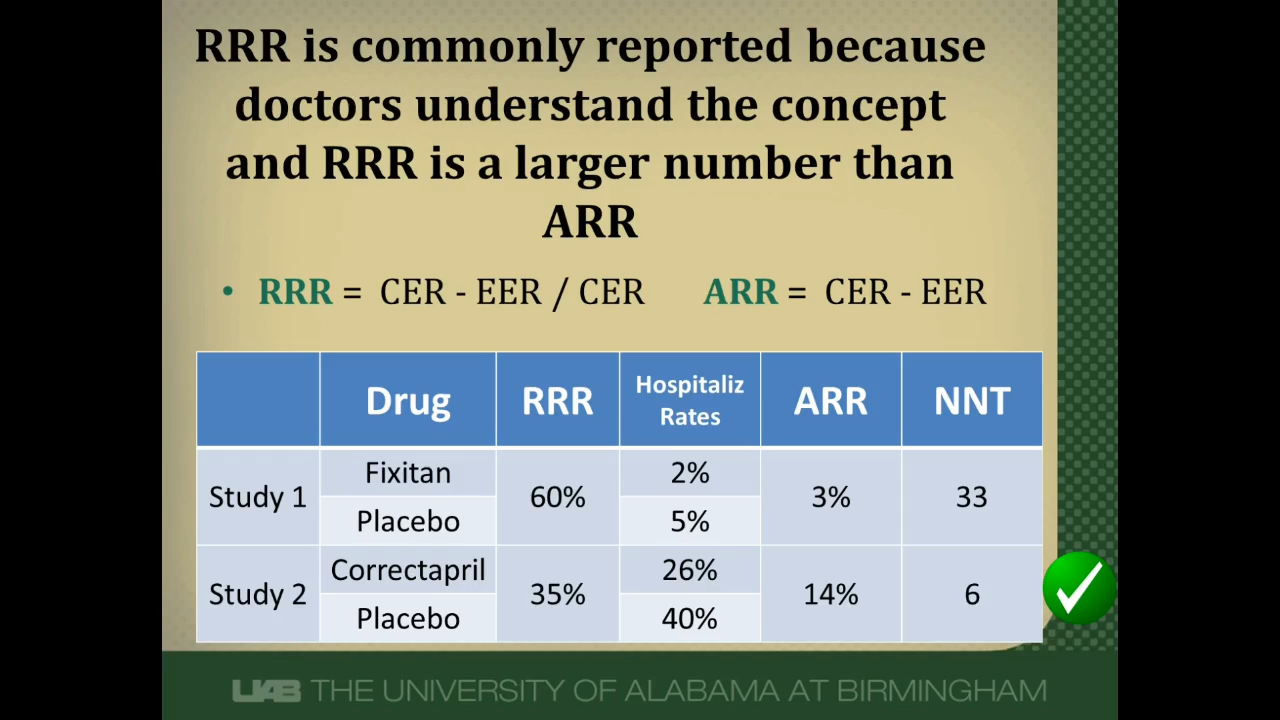 RRR is commonly reported because
doctors understand the concept
and RRR is a larger number than
ARR
• RRR = CER - EER / CER ARR = CER - EER
Drug RRR Hospitaliz Rates ARR NNT
Study 1 Fixitan 60% 2% 3% 33
Placebo 5%
Study 2 Correctapril 35% 26% 14% 6
Placebo 40%
UAB THE UNIVERSITY OF ALABAMA AT BIRMINGHAM